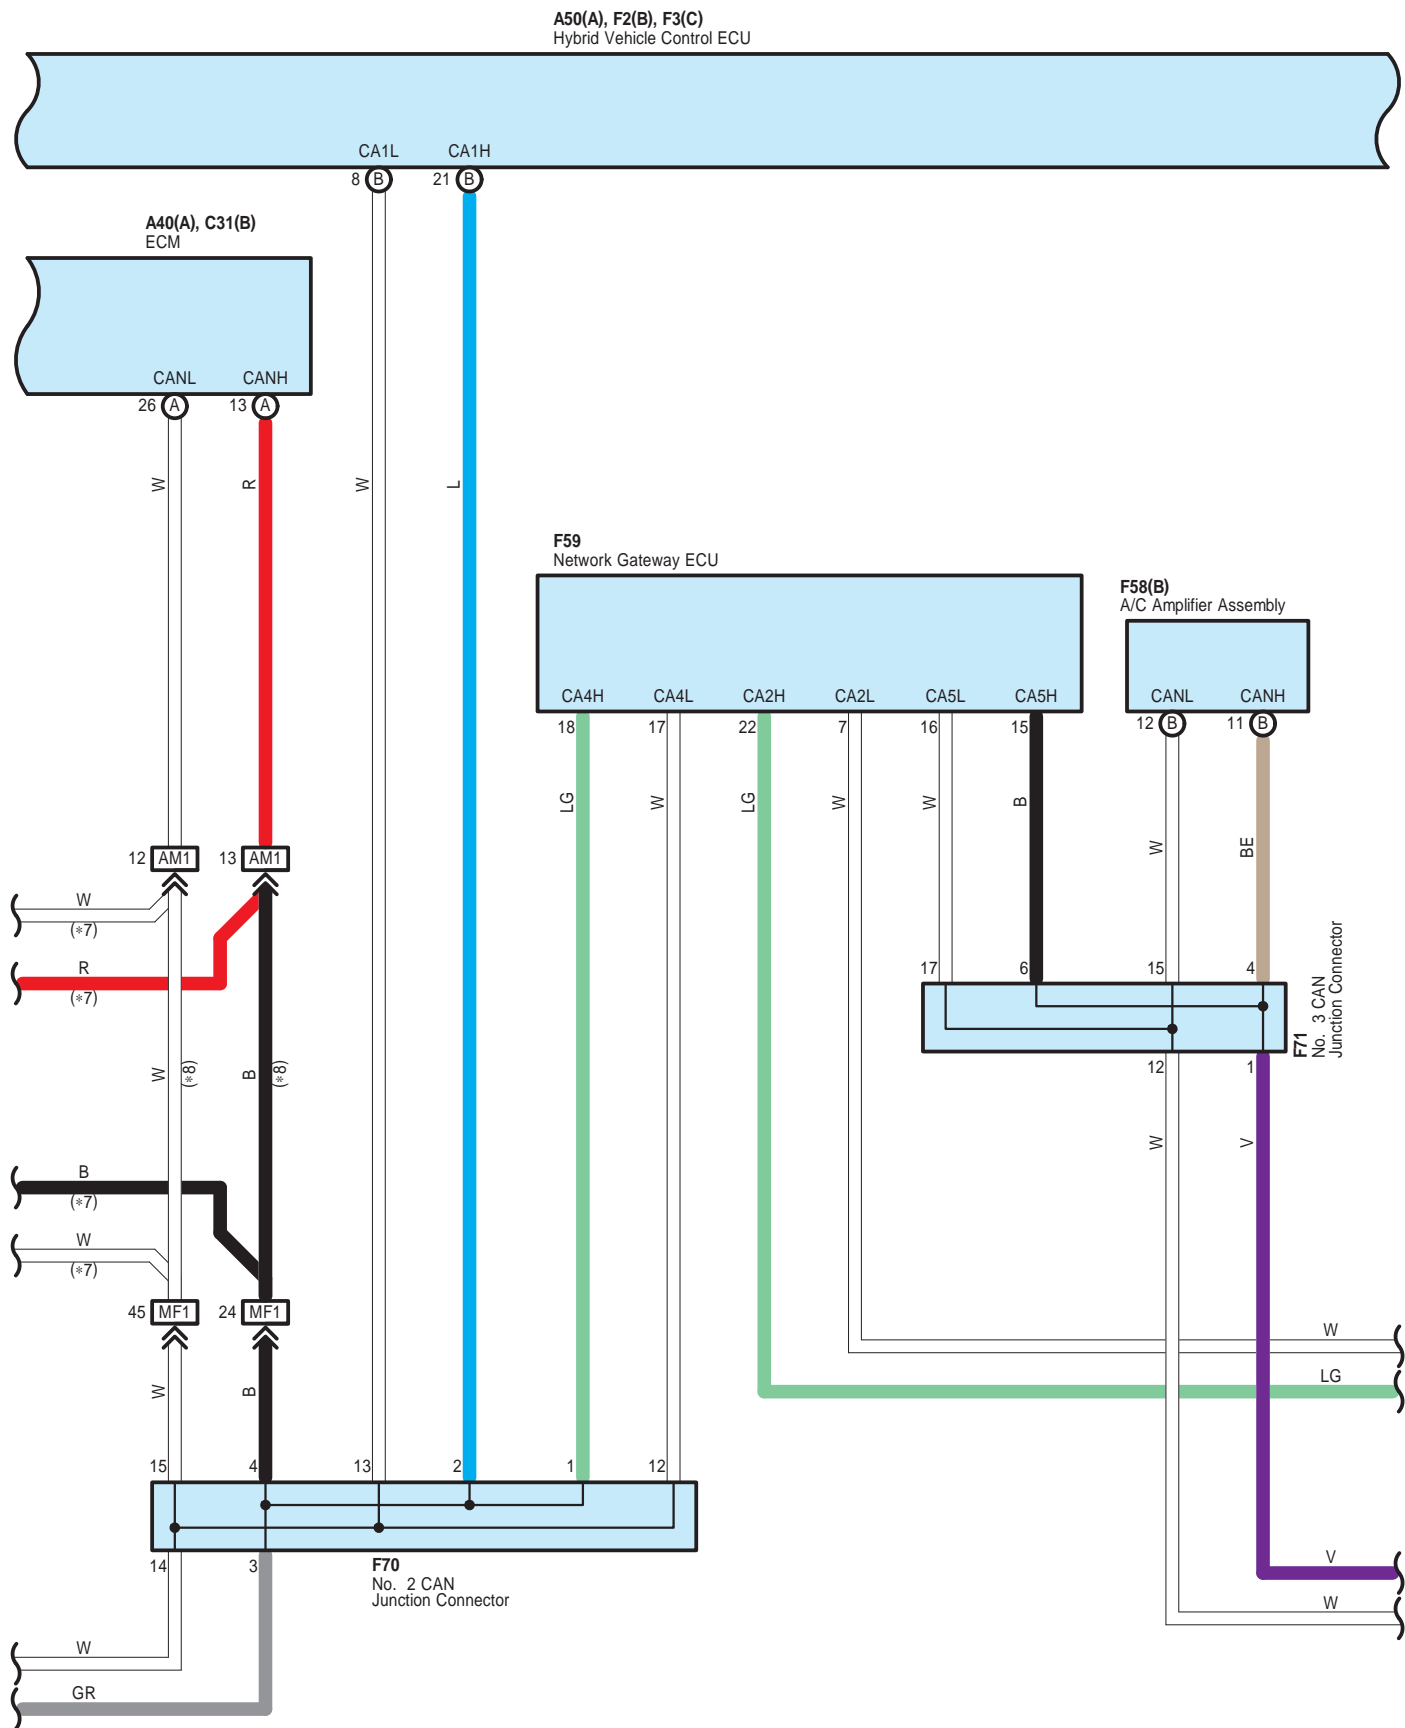 A50(A), F2(B), F3(C)
Hybrid Vehicle Control ECU
CA1L CA1H
8 B 21 B
A40(A), C31(B)
ECM
CANL CANH
26 A 13 A
W R W L
F59
Network Gateway ECU
F58(B)
A/C Amplifier Assembly
CA4H CA4L CA2H CA2L CA5L CA5H CANL CANH
18 17 22 7 16 15 12 B 11 B
LG W LG W W B W BE
12 AM1 13 AM1
W
(*7)
R
(*7)
17 6 15 4
F71
No. 3 CAN
Junction Connector
12 1
W (*8) B (*8)
W V
B
(*7)
W
(*7)
45 MF1 24 MF1
W
LG
W B
15 4 13 2 1 12
14 3
F70
No. 2 CAN
Junction Connector
V
W
W
GR